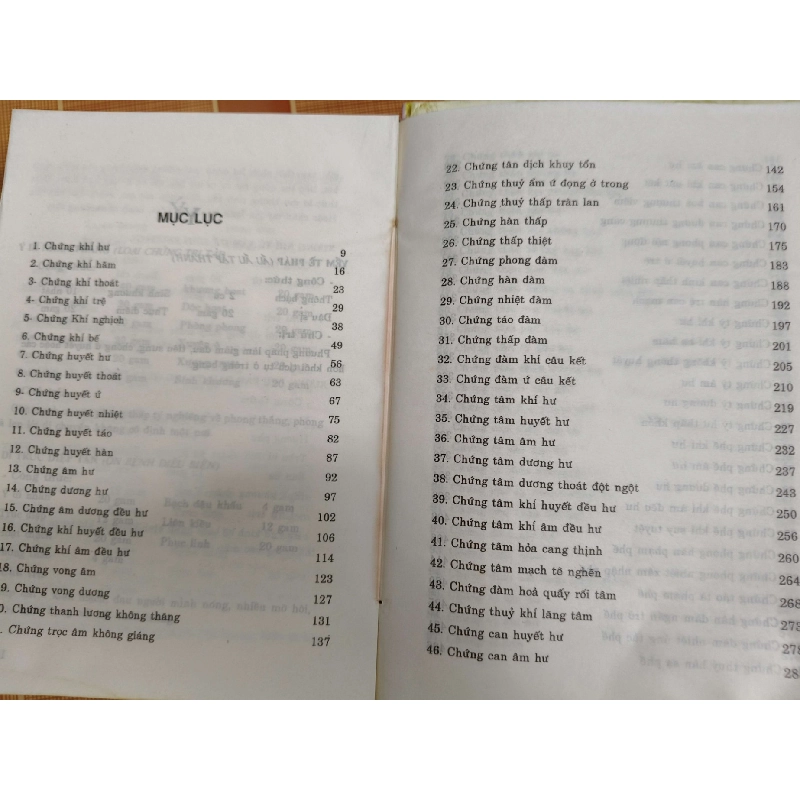 MỤC LỤC
1. Chứng khí hư 9
2. Chứng khí hãm 16
3- Chứng khí thoát 23
4- Chứng khí trệ 29
5- Chứng Khí nghịch 38
6. Chứng khí bế 49
7. Chứng huyết hư 56
8. Chứng huyết thoát 63
9- Chứng huyết ứ 67
10. Chứng huyết nhiệt 75
11. Chứng huyết táo 82
12. Chứng huyết hàn 87
13. Chứng âm hư 92
14. Chứng dương hư 97
15. Chứng âm dương đều hư 102
16. Chứng khí huyết đều hư 106
17. Chứng khí âm đều hư 114
8. Chứng vong âm 123
9. Chứng vong dương 127
0. Chứng thanh lương không thăng 131
. Chứng trọc âm không giáng 137
22. Chứng tân dịch khuy tổn 142
23. Chứng thuỷ ẩm ứ đọng ở trong 154
24. Chứng thuỷ thấp tràn lan 161
25. Chứng hàn thấp 170
26. Chứng thấp thiệt 175
27. Chứng phong đàm 183
28. Chứng hàn đàm 188
29. Chứng nhiệt đàm 192
30. Chứng táo đàm 197
31. Chứng thấp đàm 201
32. Chứng đàm khí câu kết 205
33. Chứng đàm ứ câu kết 210
34. Chứng tâm khí hư 219
35. Chứng tâm huyết hư 227
36. Chứng tâm âm hư 232
37. Chứng tâm dương hư 237
38. Chứng tâm dương thoát đột ngột 243
39. Chứng tâm khí huyết đều hư 250
40. Chứng tâm khí âm đều hư 256
41. Chứng tâm hỏa cang thịnh 260
42. Chứng tâm mạch tê nghẽn 264
43. Chứng đàm hoả quấy rối tâm 268
44. Chứng thuỷ khí lăng tâm 273
45. Chứng can huyết hư 278
46. Chứng can âm hư 28